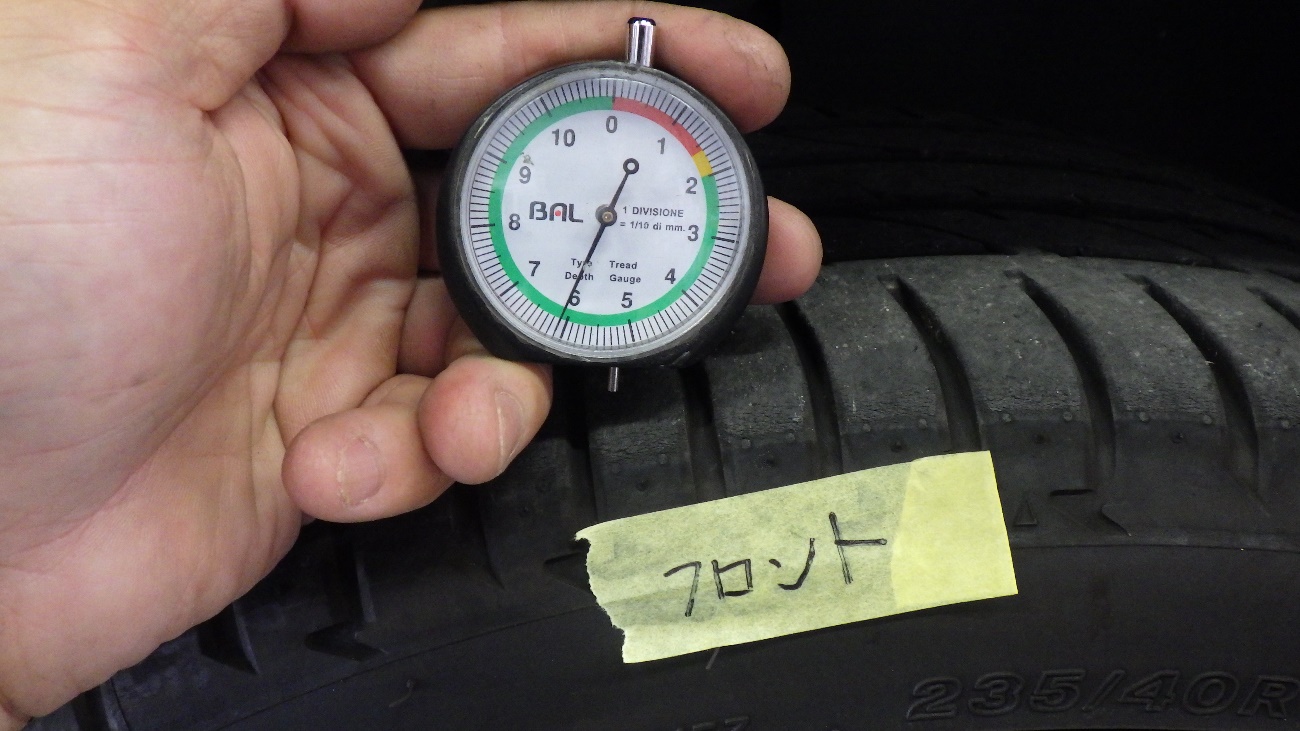 0
1
2
3
4
5
6
7
8
9
10
BAL
1 DIVISIONE
= 1/10 di mm.
Tyre Tread
Depth Gauge
フロント
235/40R